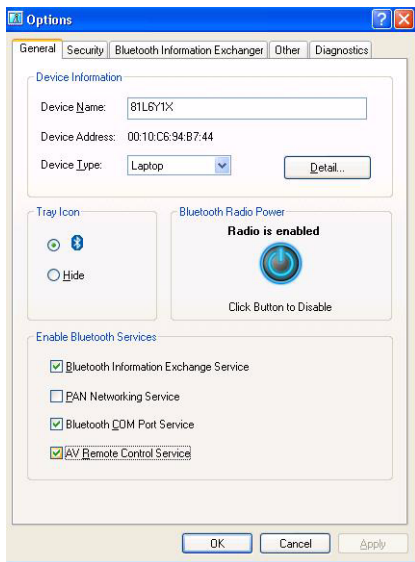 Options
General Security Bluetooth Information Exchanger Other Diagnostics
Device Information
Device Name: 81L6Y1X
Device Address: 00:10:C6:94:B7:44
Device Type: Laptop Detail...
Tray Icon
Hide
Bluetooth Radio Power
Radio is enabled
Click Button to Disable
Enable Bluetooth Services
Bluetooth Information Exchange Service
PAN Networking Service
Bluetooth COM Port Service
AV Remote Control Service
OK Cancel Apply